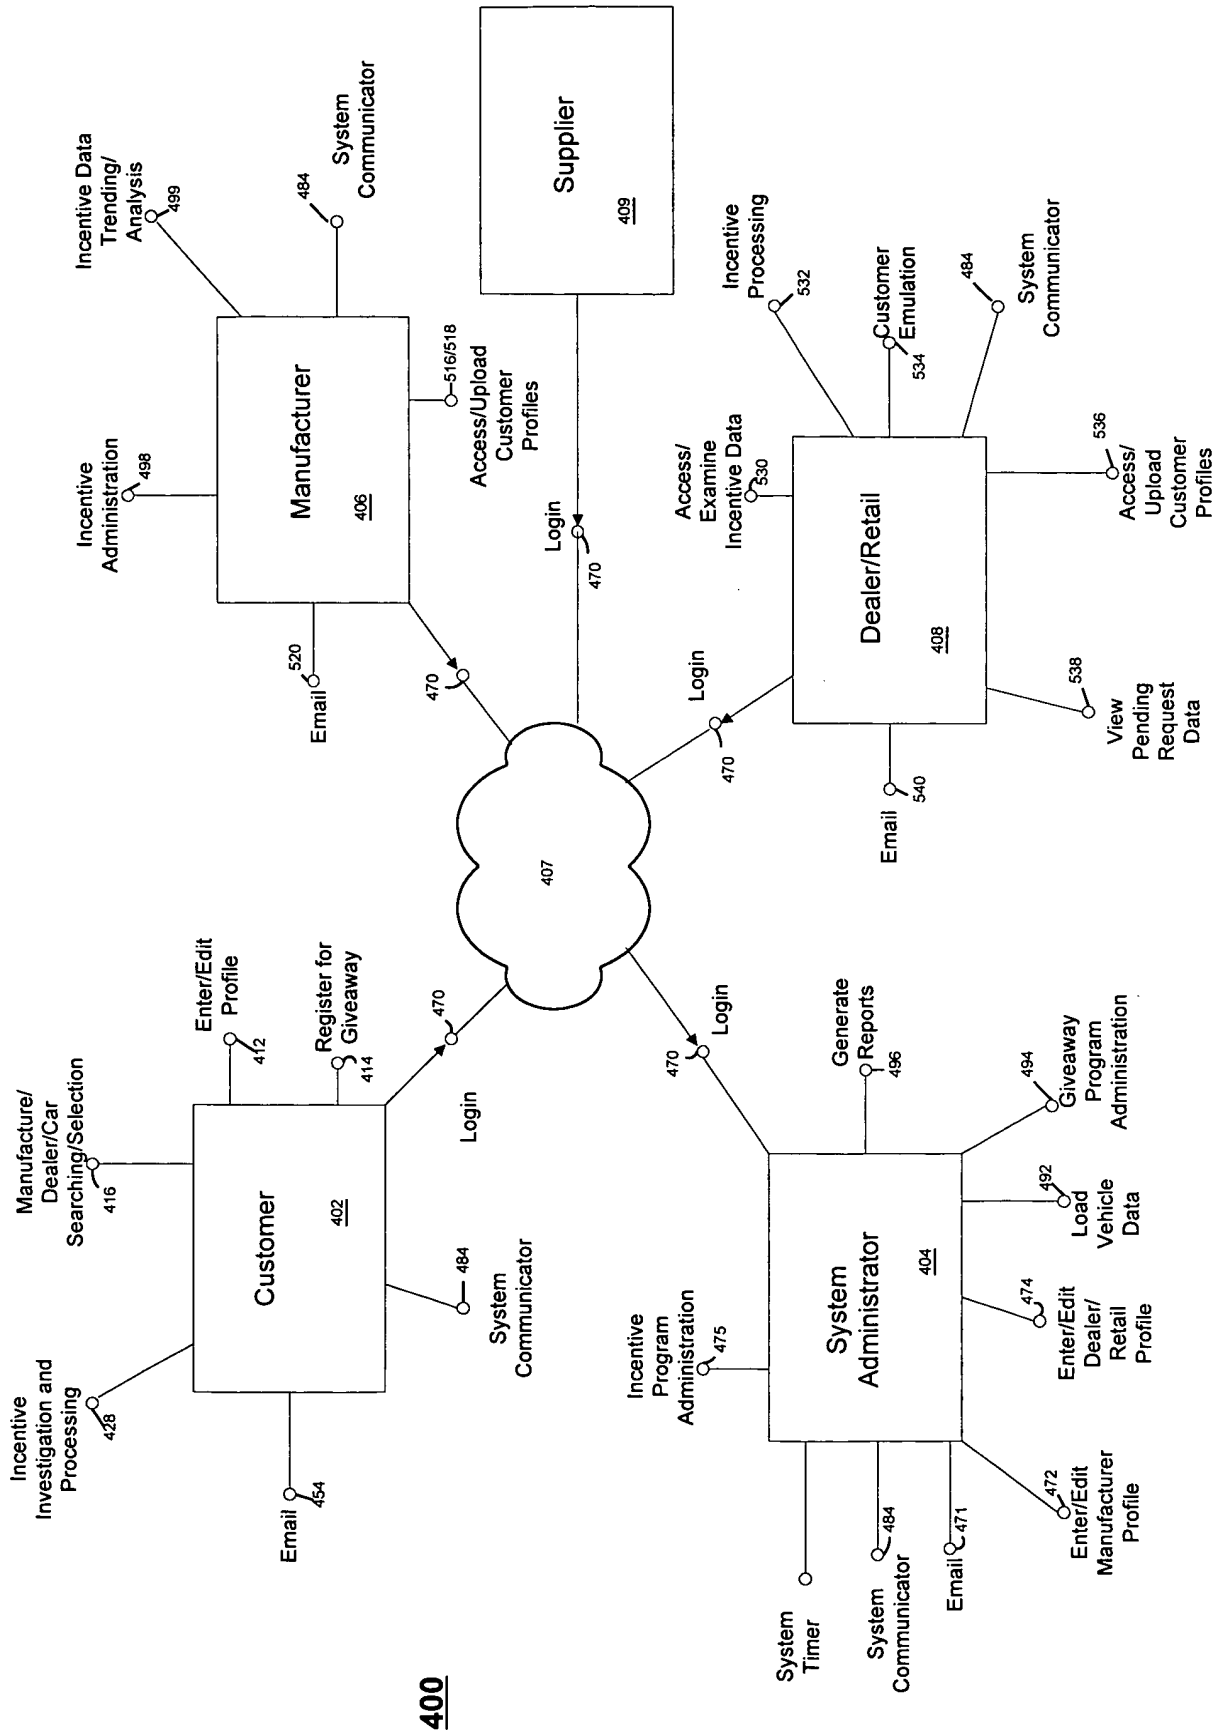 400
Incentive
Investigation and
Processing
428
Manufacture/
Dealer/Car
Searching/Selection
416
Enter/Edit
Profile
412
Register for
Giveaway
414
Customer
402
Email
454
System
Communicator
484
Login
470
Incentive
Administration
498
Incentive Data
Trending/
Analysis
499
System
Communicator
484
Manufacturer
406
Email
520
516/518
Access/Upload
Customer
Profiles
470
407
Login
470
Supplier
409
Incentive
Program
Administration
475
System
Administrator
404
Login
470
Generate
Reports
496
Giveaway
Program
Administration
494
492
Load
Vehicle
Data
474
Enter/Edit
Dealer/
Retail
Profile
472
Enter/Edit
Manufacturer
Profile
Email
471
System
Communicator
484
System
Timer
Login
470
Access/
Examine
Incentive Data
530
Incentive
Processing
532
Customer
Emulation
534
System
Communicator
484
Dealer/Retail
408
Email
540
538
View
Pending
Request
Data
536
Access/
Upload
Customer
Profiles